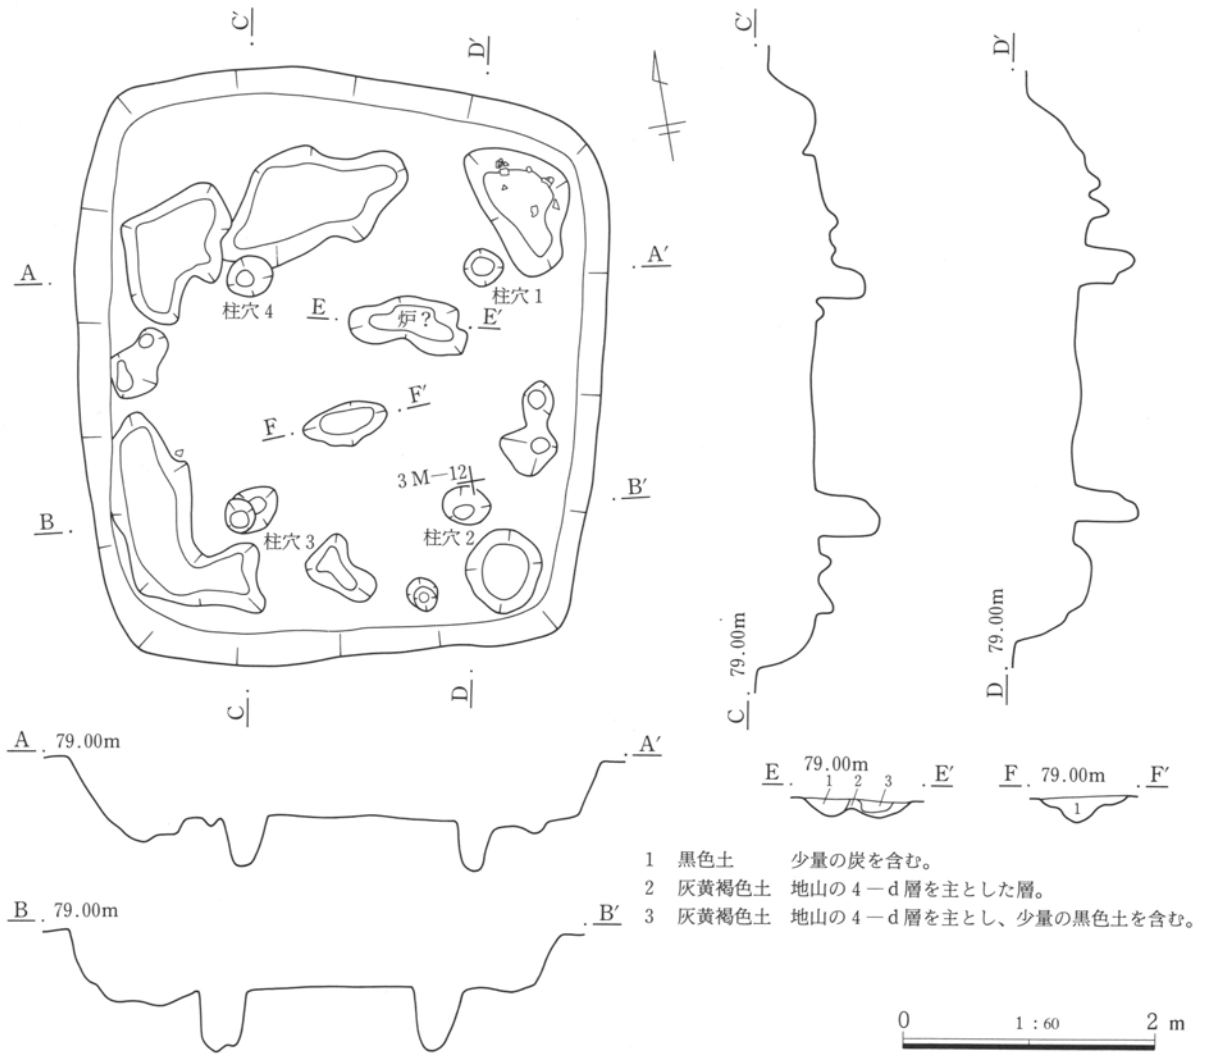 C′
D′
C′
D′
A
A′
柱穴4
柱穴1
E
炉?
E′
F
F′
3M—12
B
B′
柱穴3
柱穴2
C
D
79.00m
C
79.00m
D
A
79.00m
A′
E
79.00m
E′
1 2 3
F
79.00m
F′
1
1 黒色土 少量の炭を含む。
2 灰黄褐色土 地山の4—d層を主とした層。
3 灰黄褐色土 地山の4—d層を主とし、少量の黒色土を含む。
B
79.00m
B′
0 1:60 2 m